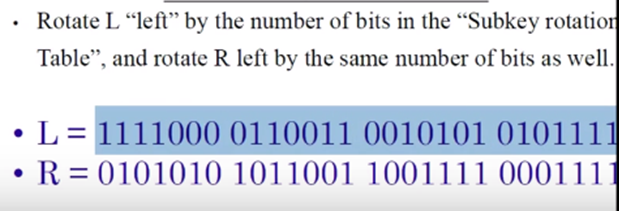 • Rotate L “left” by the number of bits in the “Subkey rotation
Table”, and rotate R left by the same number of bits as well.
• L = 1111000 0110011 0010101 0101111
• R = 0101010 1011001 1001111 0001111